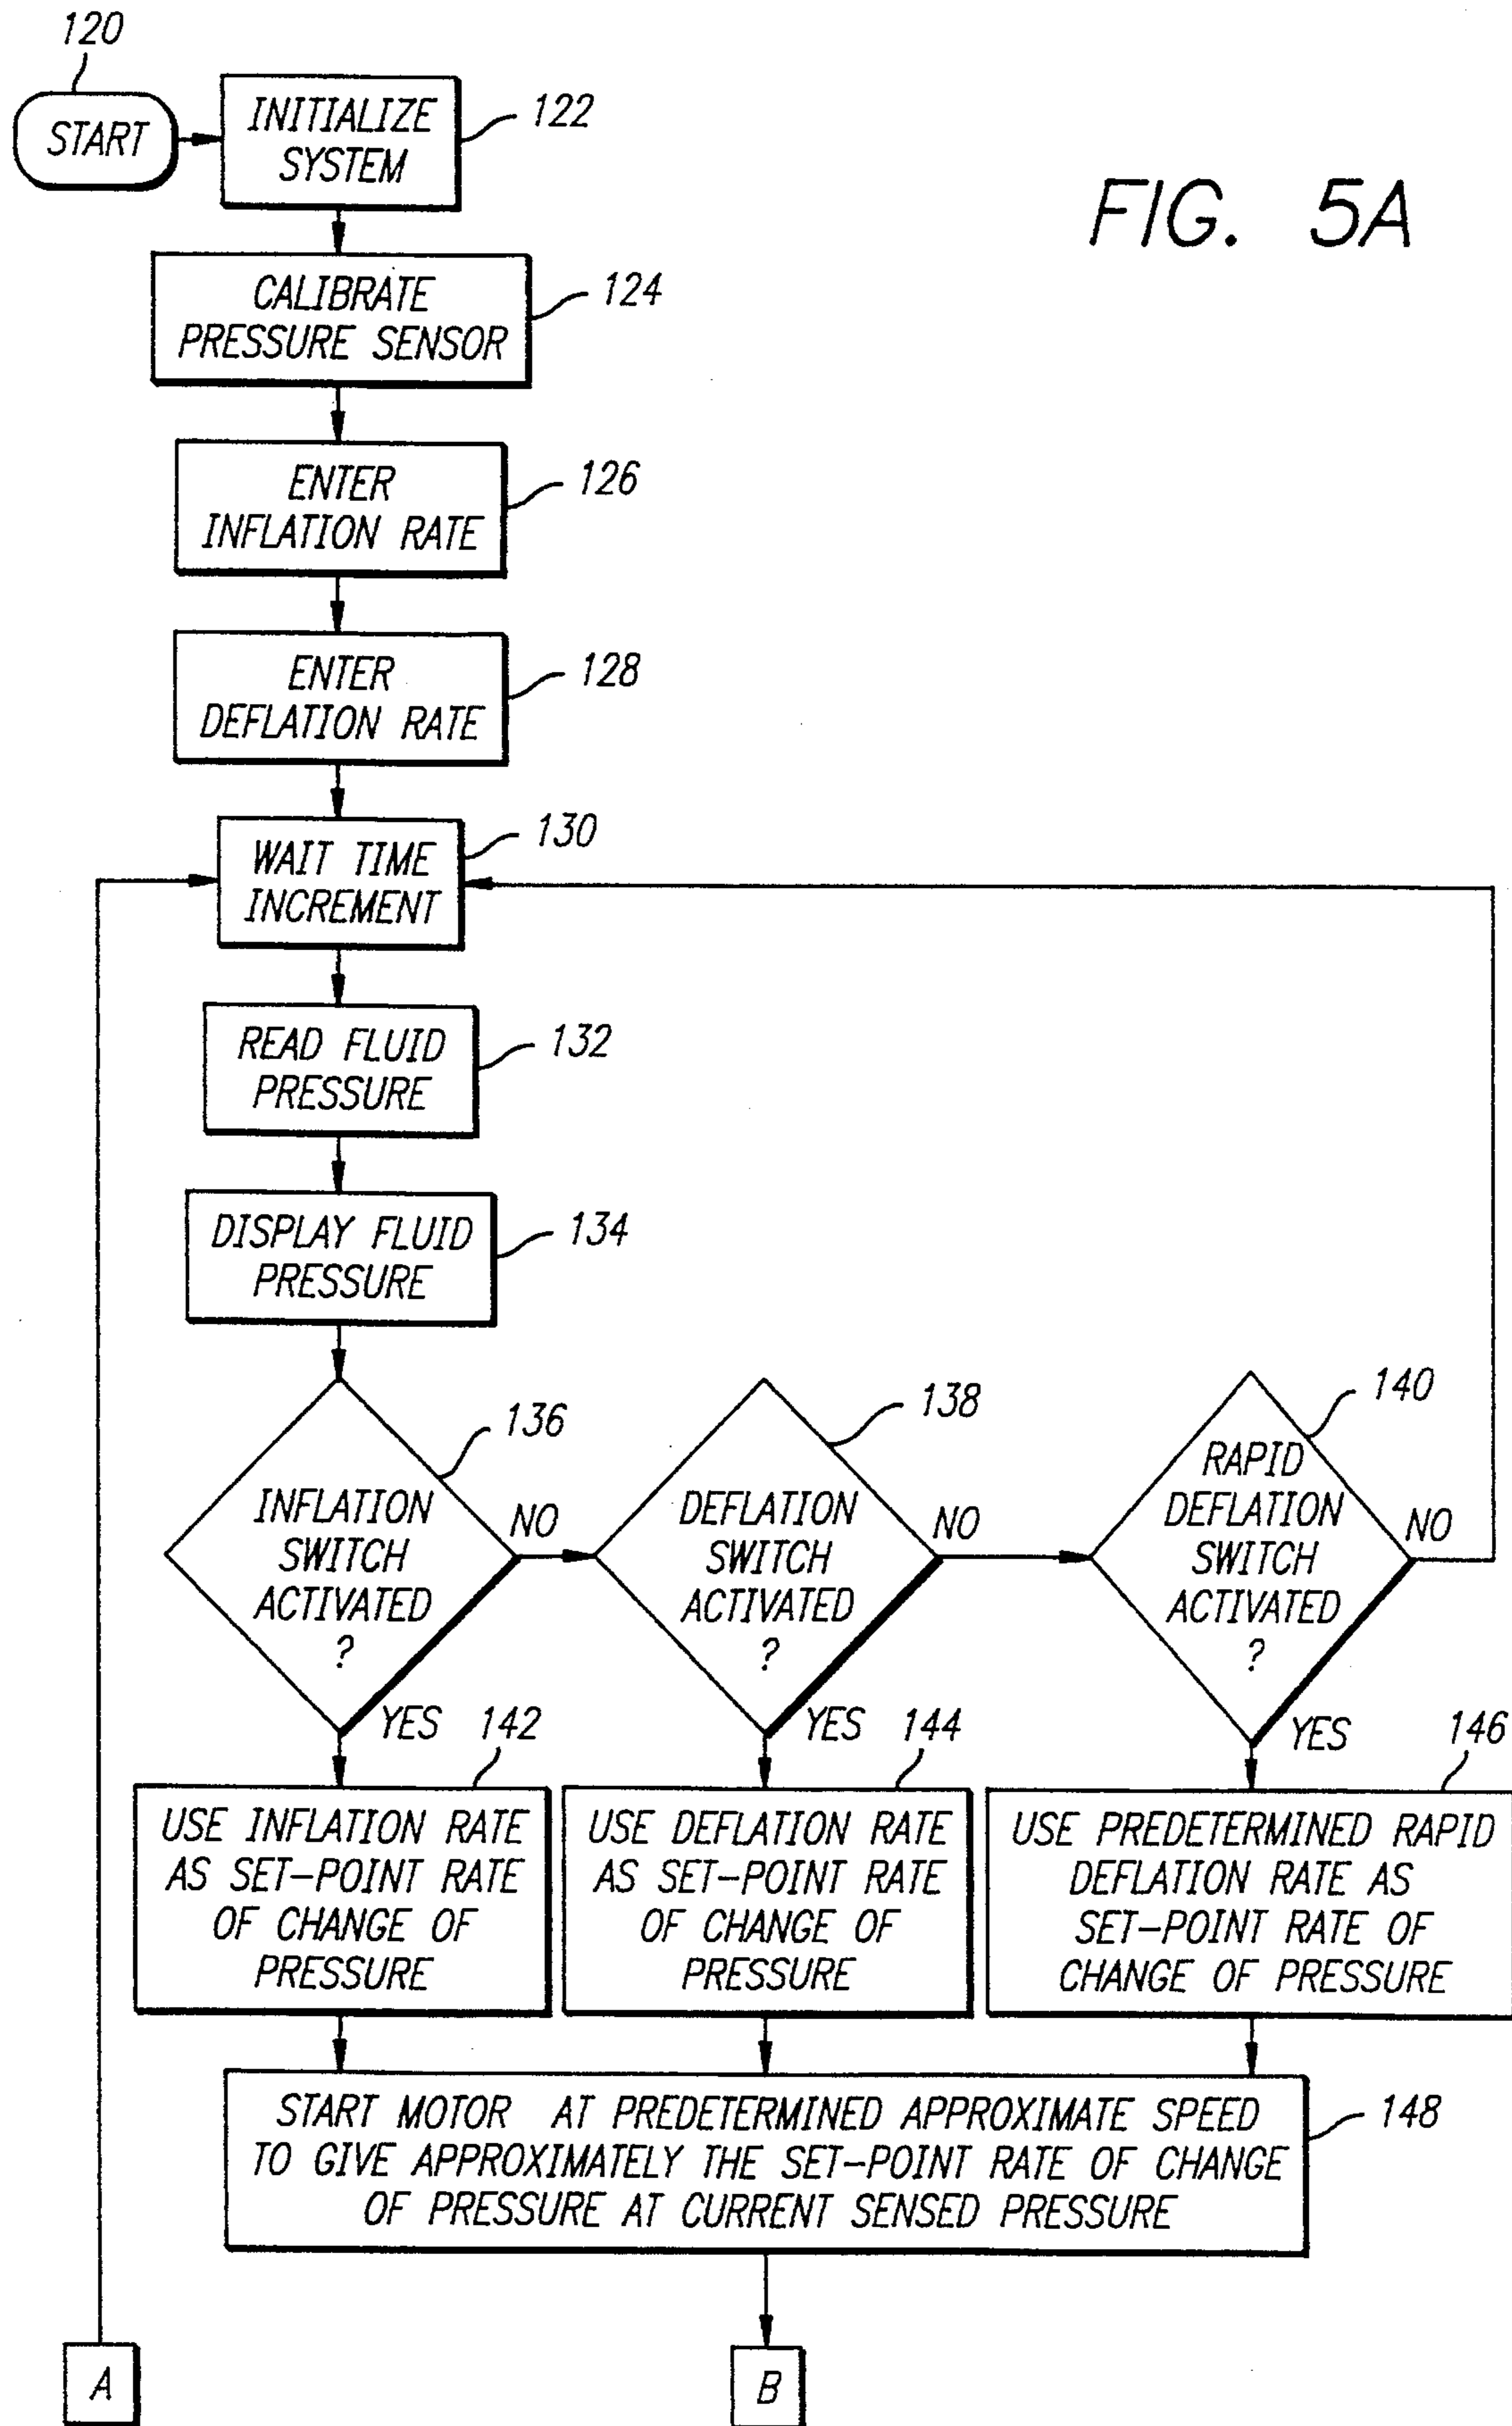 120
START
INITIALIZE
SYSTEM
122
FIG. 5A
CALIBRATE
PRESSURE SENSOR
124
ENTER
INFLATION RATE
126
ENTER
DEFLATION RATE
128
WAIT TIME
INCREMENT
130
READ FLUID
PRESSURE
132
DISPLAY FLUID
PRESSURE
134
INFLATION
SWITCH
ACTIVATED
?
136
NO
YES
DEFLATION
SWITCH
ACTIVATED
?
138
NO
YES
RAPID
DEFLATION
SWITCH
ACTIVATED
?
140
NO
YES
142
USE INFLATION RATE
AS SET-POINT RATE
OF CHANGE OF
PRESSURE
144
USE DEFLATION RATE
AS SET-POINT RATE
OF CHANGE OF
PRESSURE
146
USE PREDETERMINED RAPID
DEFLATION RATE AS
SET-POINT RATE OF
CHANGE OF PRESSURE
START MOTOR AT PREDETERMINED APPROXIMATE SPEED
TO GIVE APPROXIMATELY THE SET-POINT RATE OF CHANGE
OF PRESSURE AT CURRENT SENSED PRESSURE
148
A
B